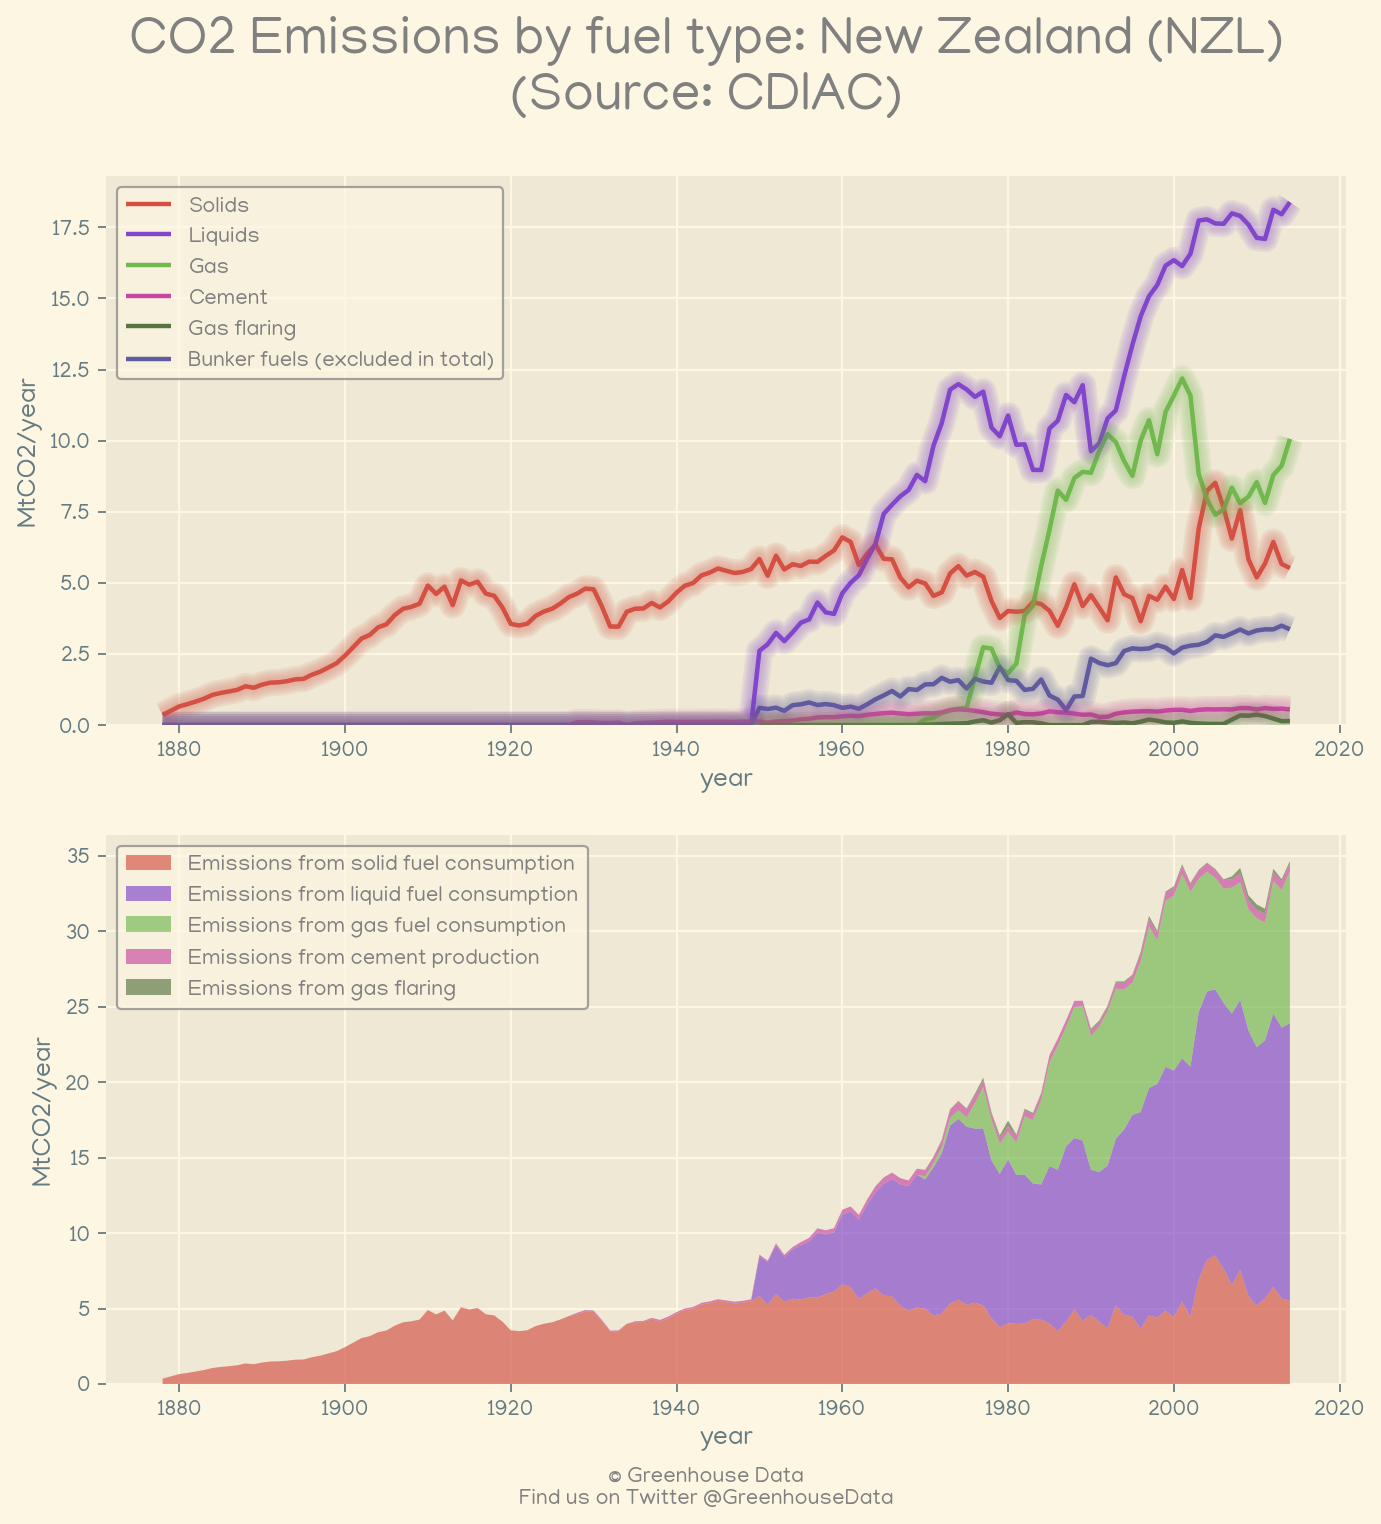 CO2 Emissions by fuel type: New Zealand (NZL)
(Source: CDIAC)
Solids
Liquids
Gas
Cement
Gas flaring
Bunker fuels (excluded in total)
MtCO2/year
17.5
15.0
12.5
10.0
7.5
5.0
2.5
0.0
1880 1900 1920 1940 1960 1980 2000 2020
year
Emissions from solid fuel consumption
Emissions from liquid fuel consumption
Emissions from gas fuel consumption
Emissions from cement production
Emissions from gas flaring
MtCO2/year
35
30
25
20
15
10
5
0
1880 1900 1920 1940 1960 1980 2000 2020
year
© Greenhouse Data
Find us on Twitter @GreenhouseData